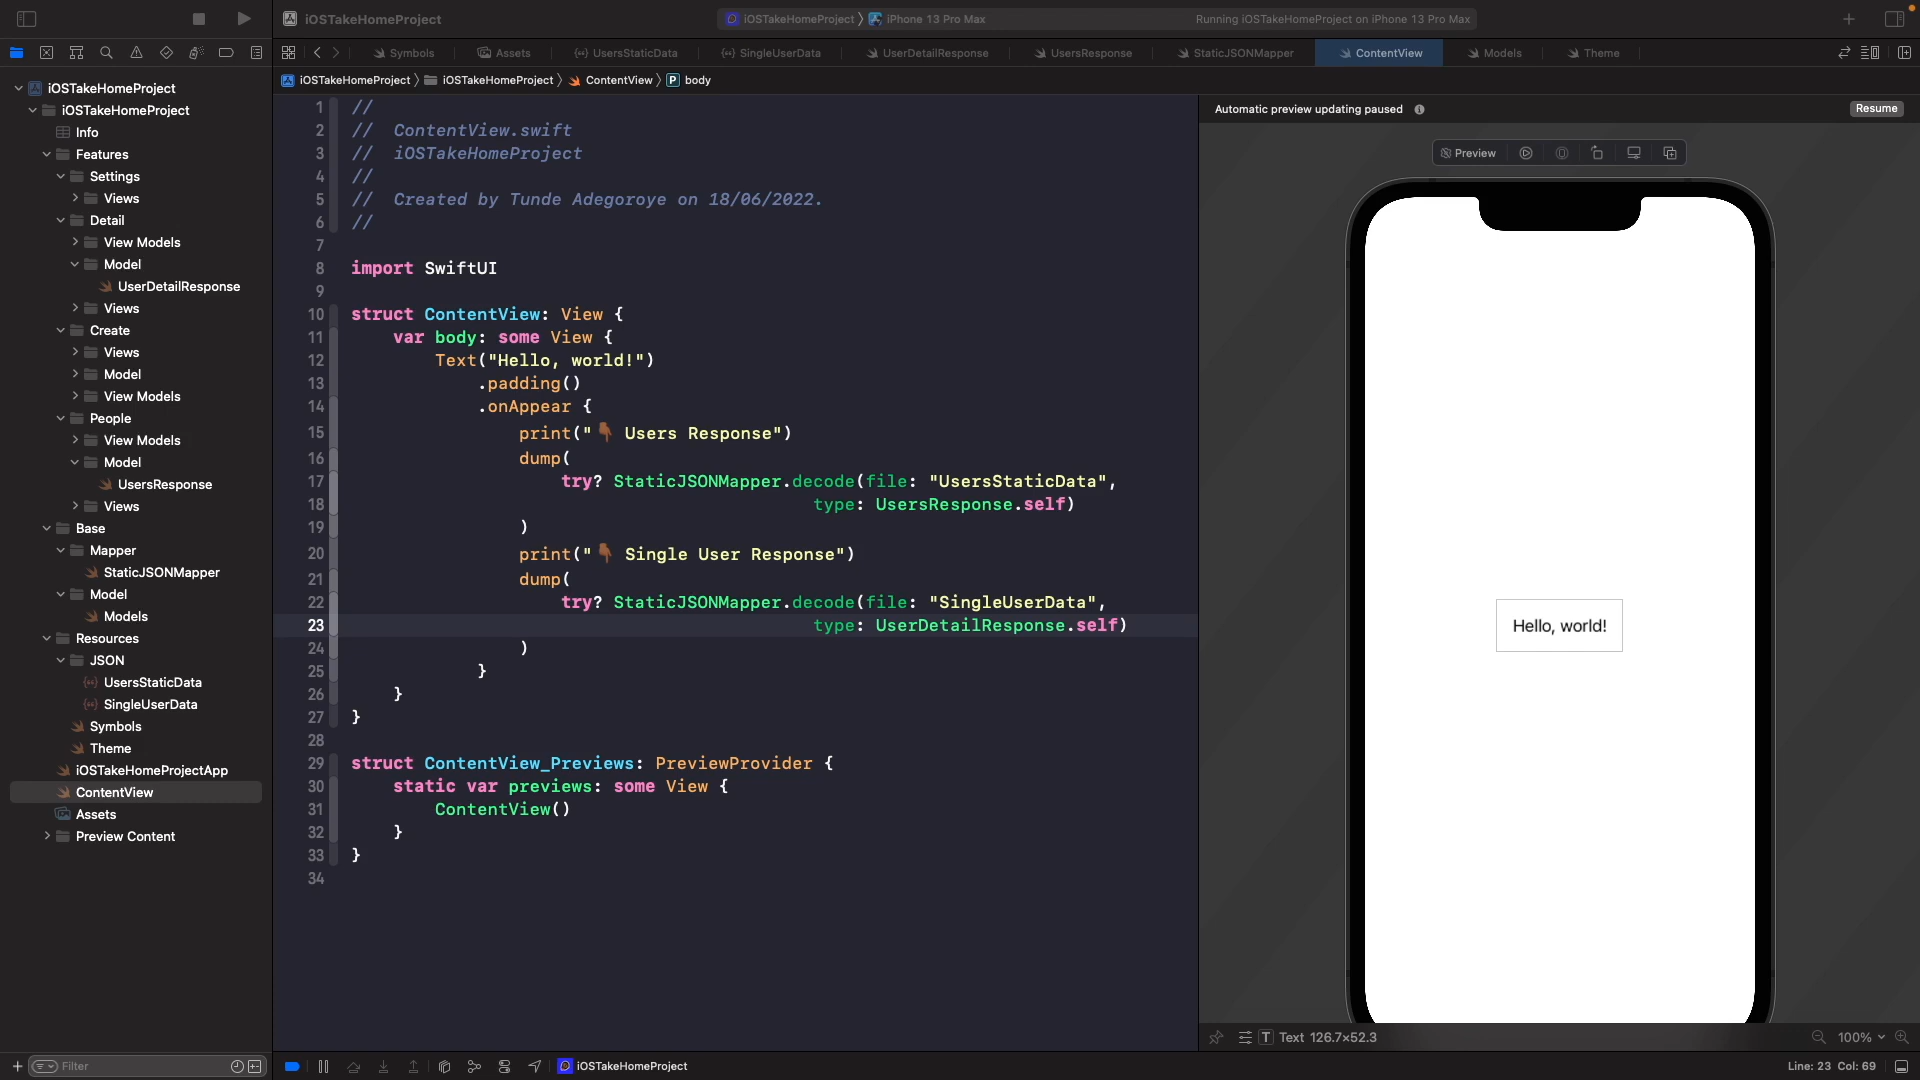 iOSTakeHomeProject
iOSTakeHomeProject iPhone 13 Pro Max
Running iOSTakeHomeProject on iPhone 13 Pro Max
Symbols Assets UsersStaticData SingleUserData UserDetailResponse UsersResponse StaticJSONMapper ContentView Models Theme
iOSTakeHomeProject iOSTakeHomeProject ContentView P body
iOSTakeHomeProject
iOSTakeHomeProject
Info
Features
Settings
Views
Detail
View Models
Model
UserDetailResponse
Views
Create
Views
Model
View Models
People
View Models
Model
UsersResponse
Views
Base
Mapper
StaticJSONMapper
Model
Models
Resources
JSON
UsersStaticData
SingleUserData
Symbols
Theme
iOSTakeHomeProjectApp
ContentView
Assets
Preview Content
Filter
1 //
2 // ContentView.swift
3 // iOSTakeHomeProject
4 //
5 // Created by Tunde Adegoroye on 18/06/2022.
6 //
7
8 import SwiftUI
9
10 struct ContentView: View {
11 var body: some View {
12 Text("Hello, world!")
13 .padding()
14 .onAppear {
15 print("👇🏾 Users Response")
16 dump(
17 try? StaticJSONMapper.decode(file: "UsersStaticData",
18 type: UsersResponse.self)
19 )
20 print("👇🏾 Single User Response")
21 dump(
22 try? StaticJSONMapper.decode(file: "SingleUserData",
23 type: UserDetailResponse.self)
24 )
25 }
26 }
27 }
28
29 struct ContentView_Previews: PreviewProvider {
30 static var previews: some View {
31 ContentView()
32 }
33 }
34
Automatic preview updating paused
Resume
Preview
Hello, world!
T Text 126.7×52.3
100%
iOSTakeHomeProject
Line: 23 Col: 69